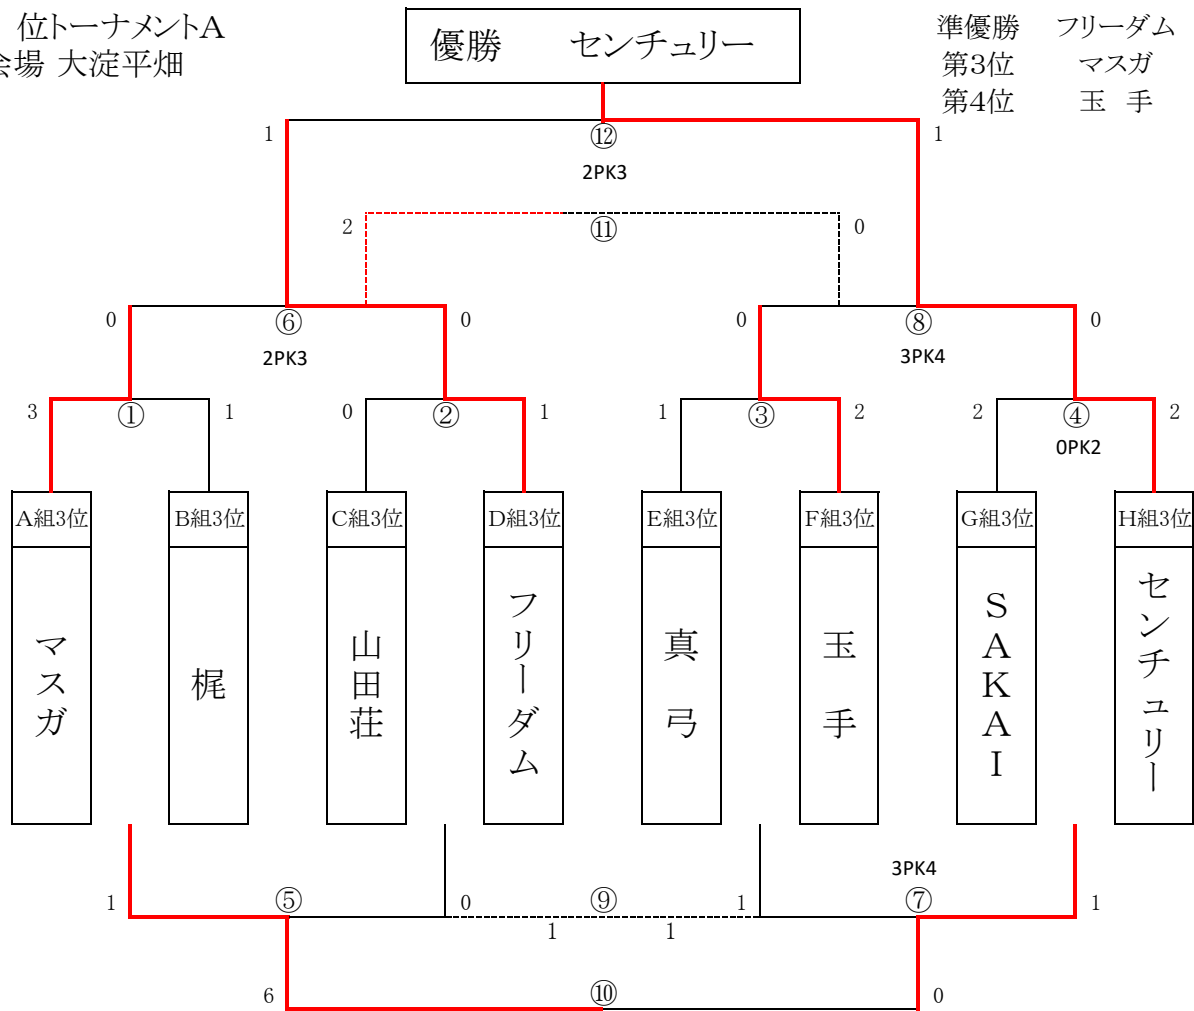 位トーナメントA
会場 大淀平畑
優勝 センチュリー
準優勝 フリーダム
第3位 マスガ
第4位 玉 手
1 ⑫ 1
2PK3
2 ⑪ 0
0 ⑥ 0 0 ⑧ 0
2PK3 3PK4
3 ① 1 0 ② 1 1 ③ 2 2 ④ 2
0PK2
A組3位 B組3位 C組3位 D組3位 E組3位 F組3位 G組3位 H組3位
マスガ
梶
山田荘
フリーダム
真弓
玉手
SAKAI
センチュリー
3PK4
1 ⑤ 0 ⑨ 1 ⑦ 1
1 1
6 ⑩ 0